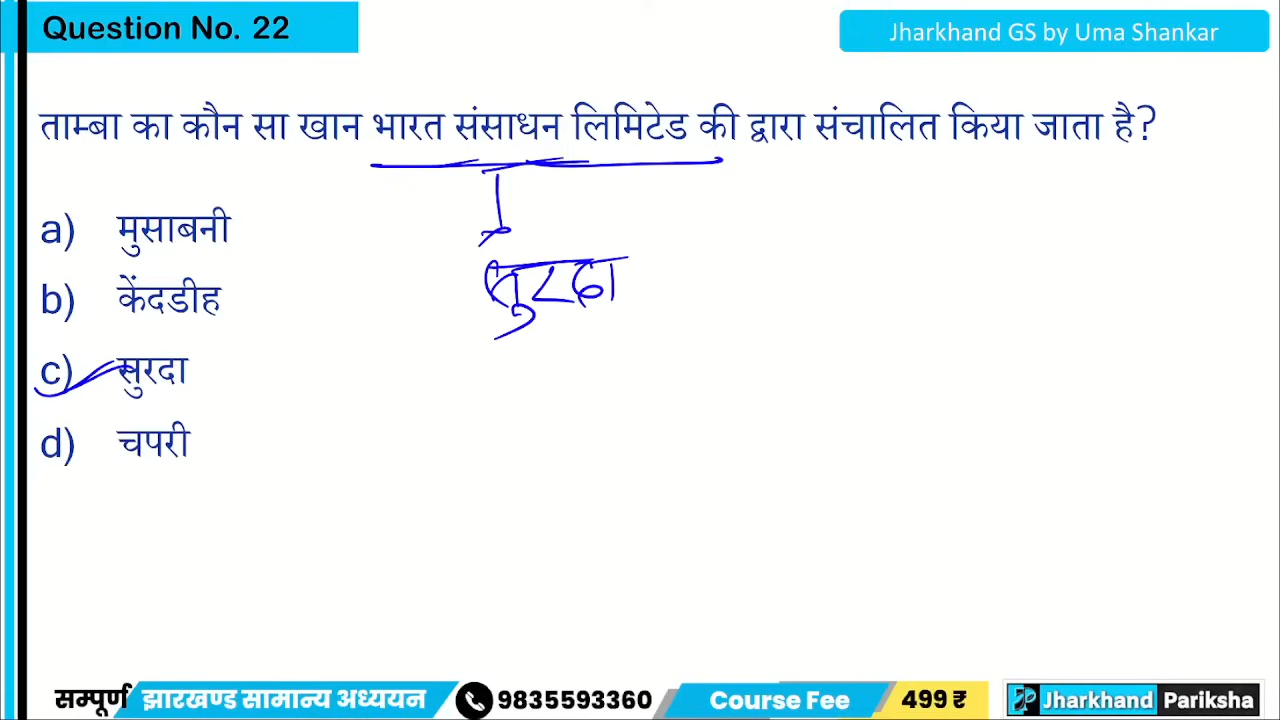 Question No. 22
Jharkhand GS by Uma Shankar
ताम्बा का कौन सा खान भारत संसाधन लिमिटेड की द्वारा संचालित किया जाता है?
a) मुसाबनी
b) केंदडीह
c) सुरदा
d) चपरी
सुरदा
सम्पूर्ण झारखण्ड सामान्य अध्ययन 9835593360 Course Fee 499 ₹ JP Jharkhand Pariksha